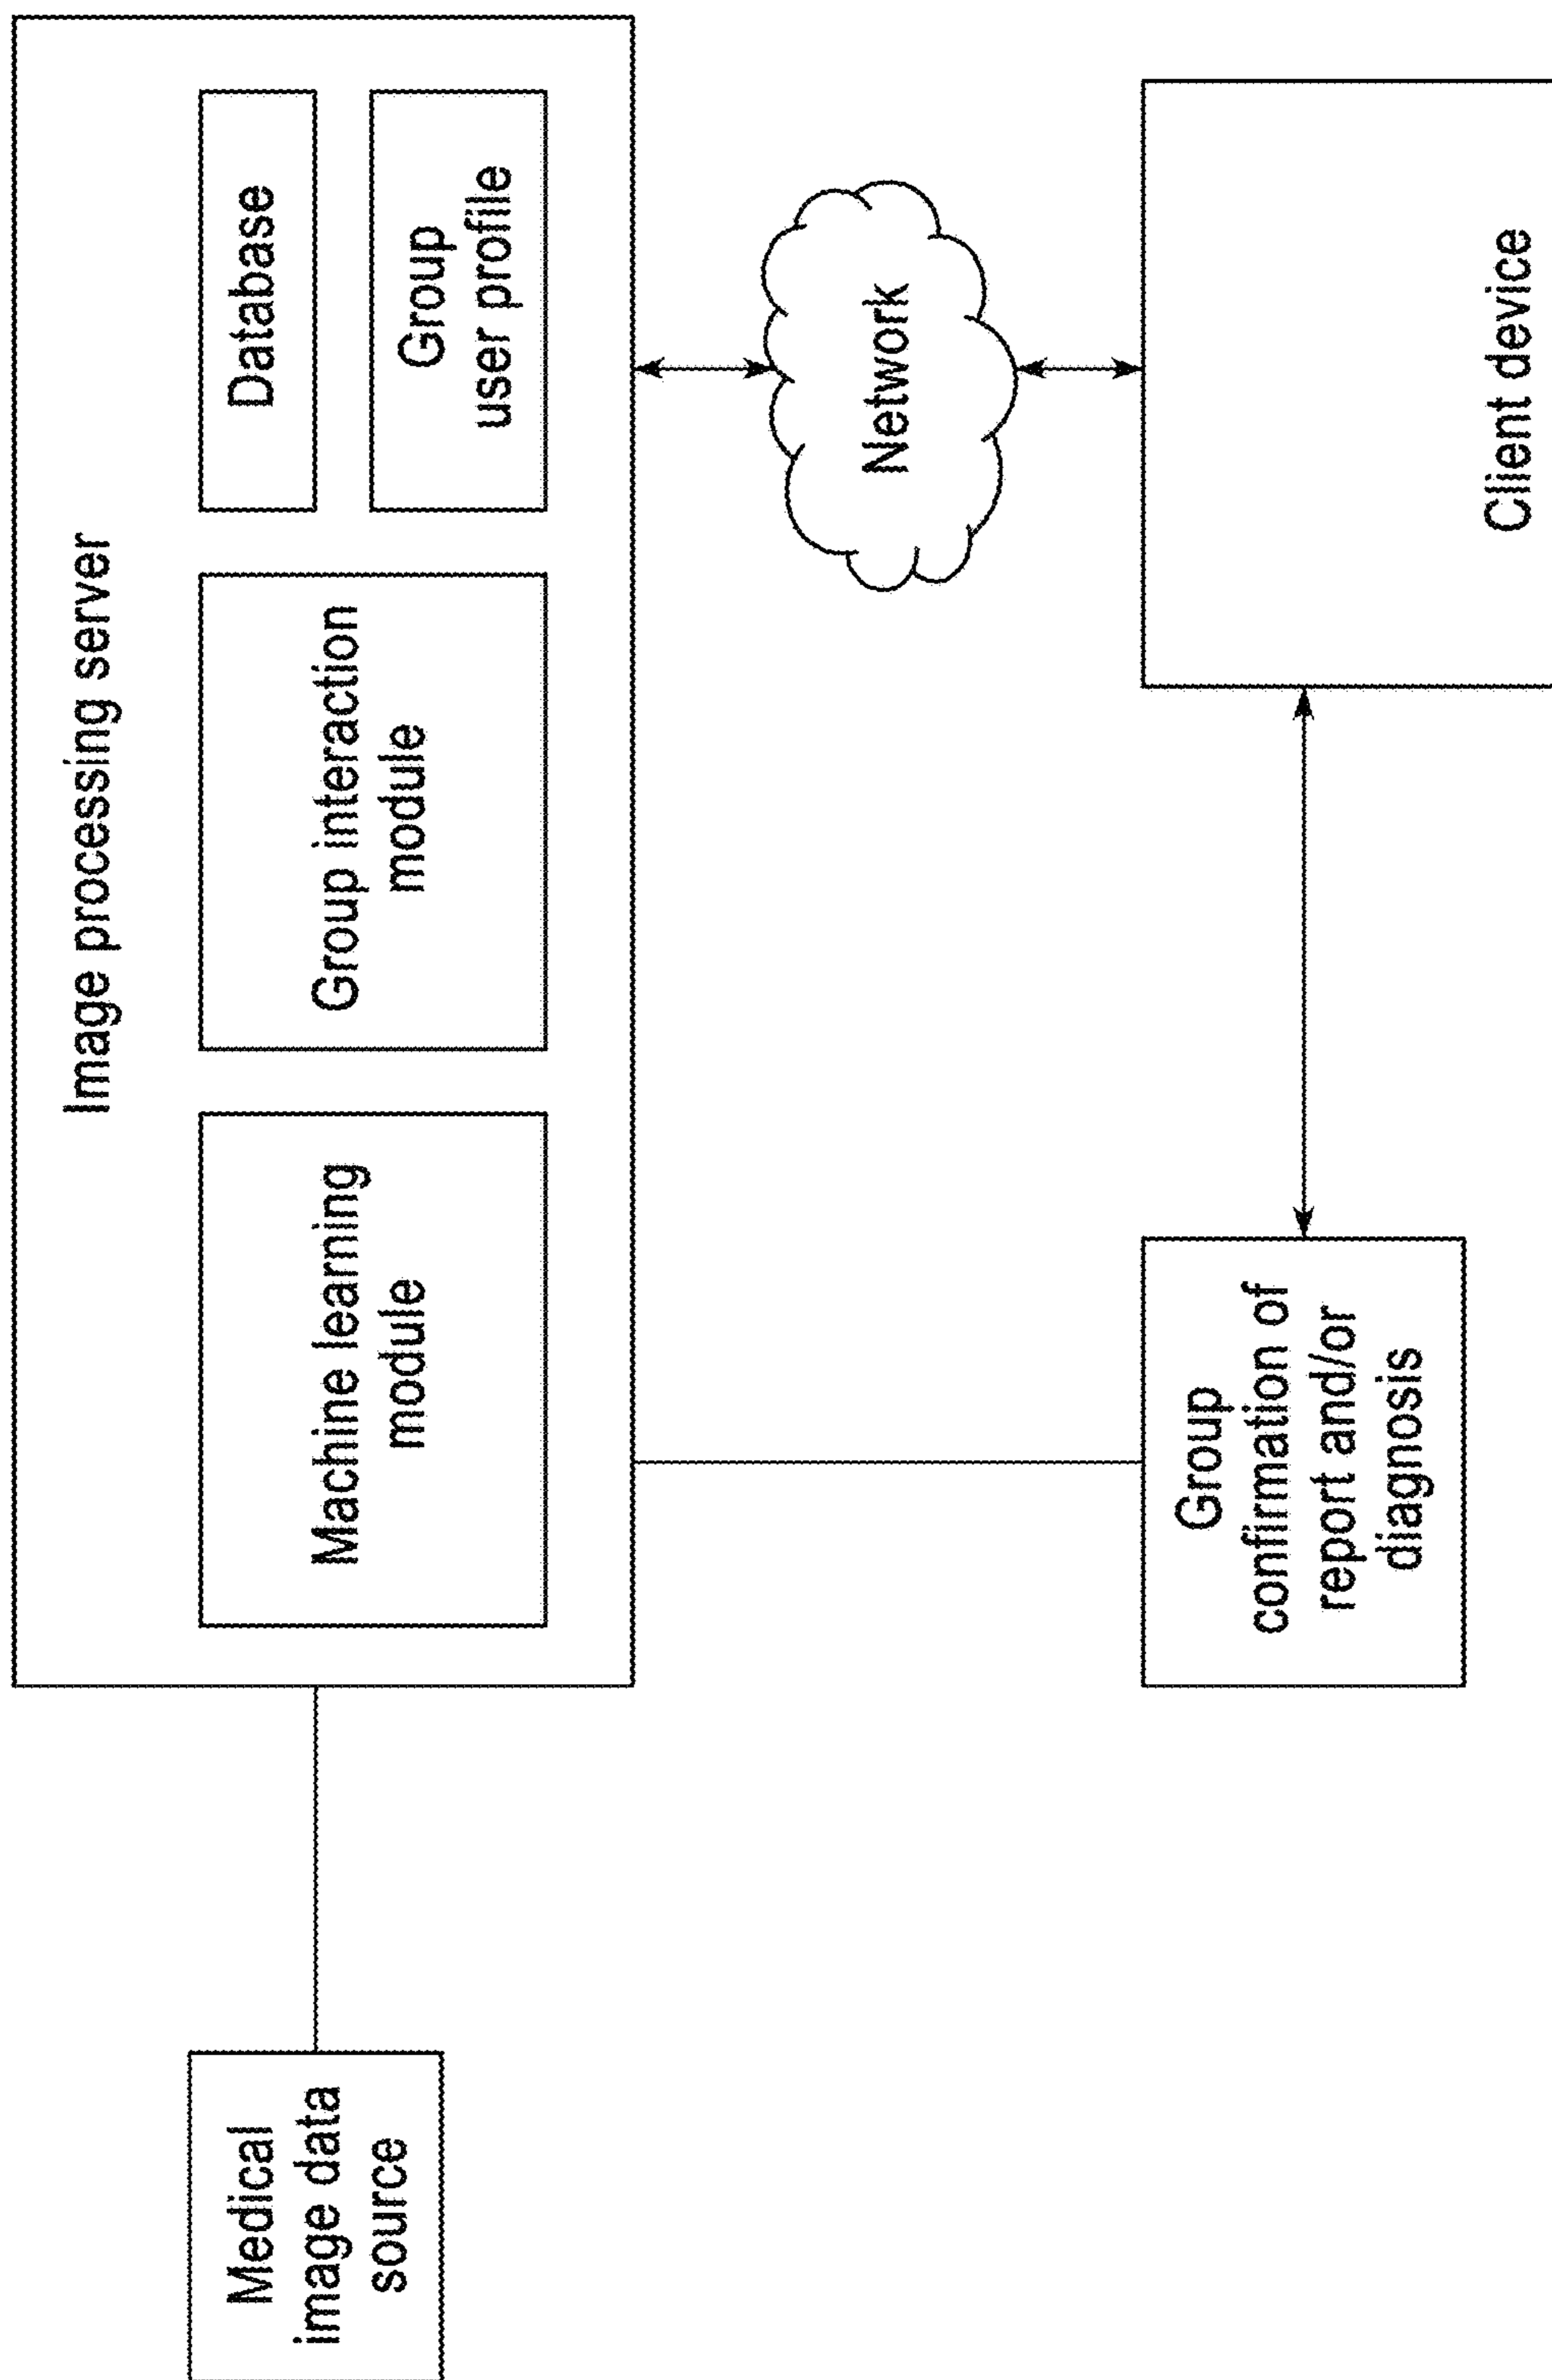 Image processing server
Medical
image data
source
Machine learning
module
Group interaction
module
Database
Group
user profile
Network
Group
confirmation of
report and/or
diagnosis
Client device